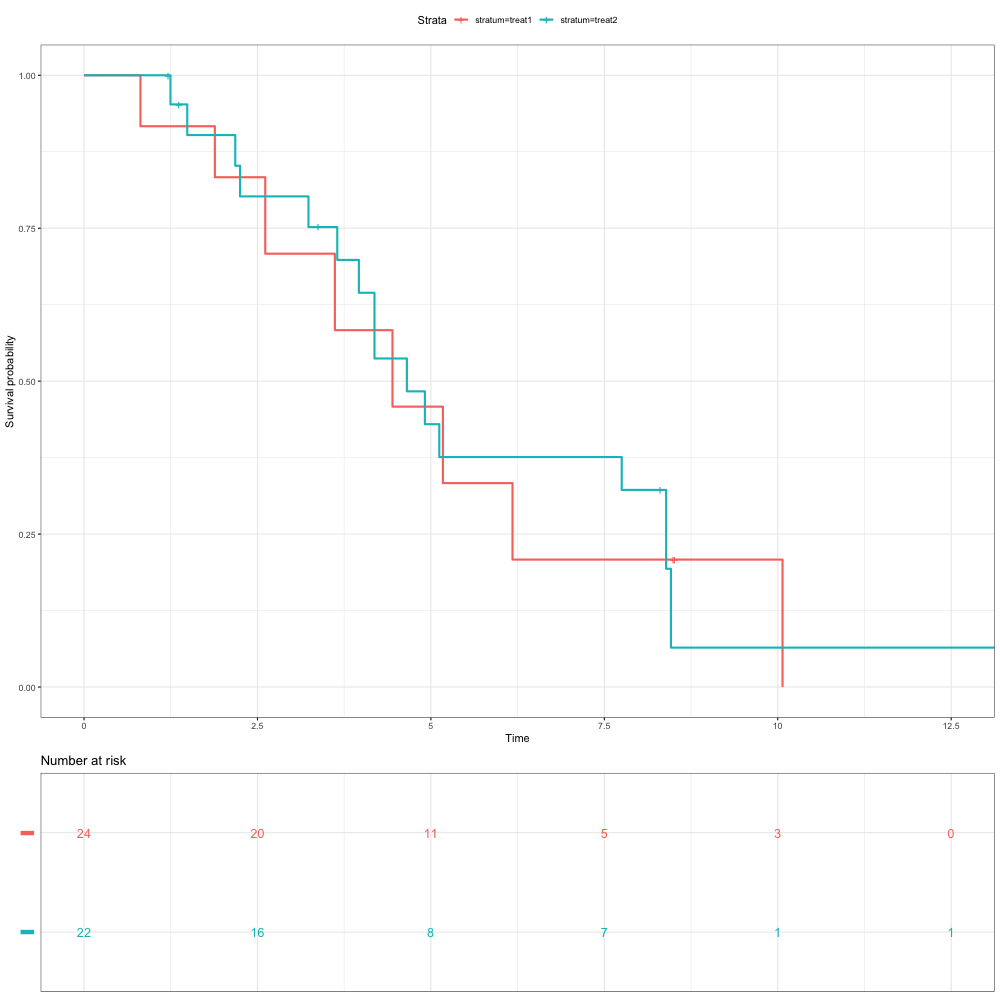 Strata stratum=treat1 stratum=treat2
1.00
0.75
0.50
0.25
0.00
Survival probability
0 2.5 5 7.5 10 12.5
Time
Number at risk
24 20 11 5 3 0
22 16 8 7 1 1